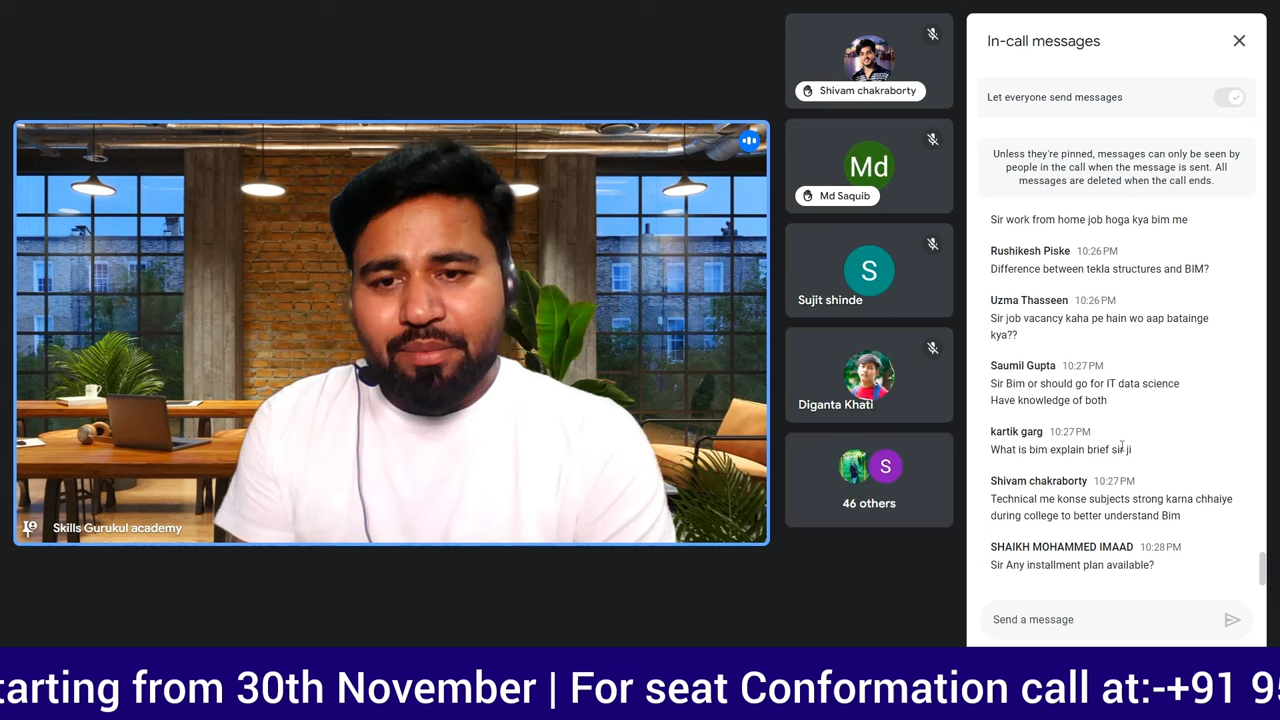 Shivam chakraborty
Md
Md Saquib
S
Sujit shinde
Diganta Khati
S
46 others
Skills Gurukul academy
In-call messages
Let everyone send messages
Unless they're pinned, messages can only be seen by
people in the call when the message is sent. All
messages are deleted when the call ends.
Sir work from home job hoga kya bim me
Rushikesh Piske 10:26 PM
Difference between tekla structures and BIM?
Uzma Thasseen 10:26 PM
Sir job vacancy kaha pe hain wo aap batainge
kya??
Saumil Gupta 10:27 PM
Sir Bim or should go for IT data science
Have knowledge of both
kartik garg 10:27 PM
What is bim explain brief sir ji
Shivam chakraborty 10:27 PM
Technical me konse subjects strong karna chhaiye
during college to better understand Bim
SHAIKH MOHAMMED IMAAD 10:28 PM
Sir Any installment plan available?
Send a message
tarting from 30th November | For seat Conformation call at:-+91 9